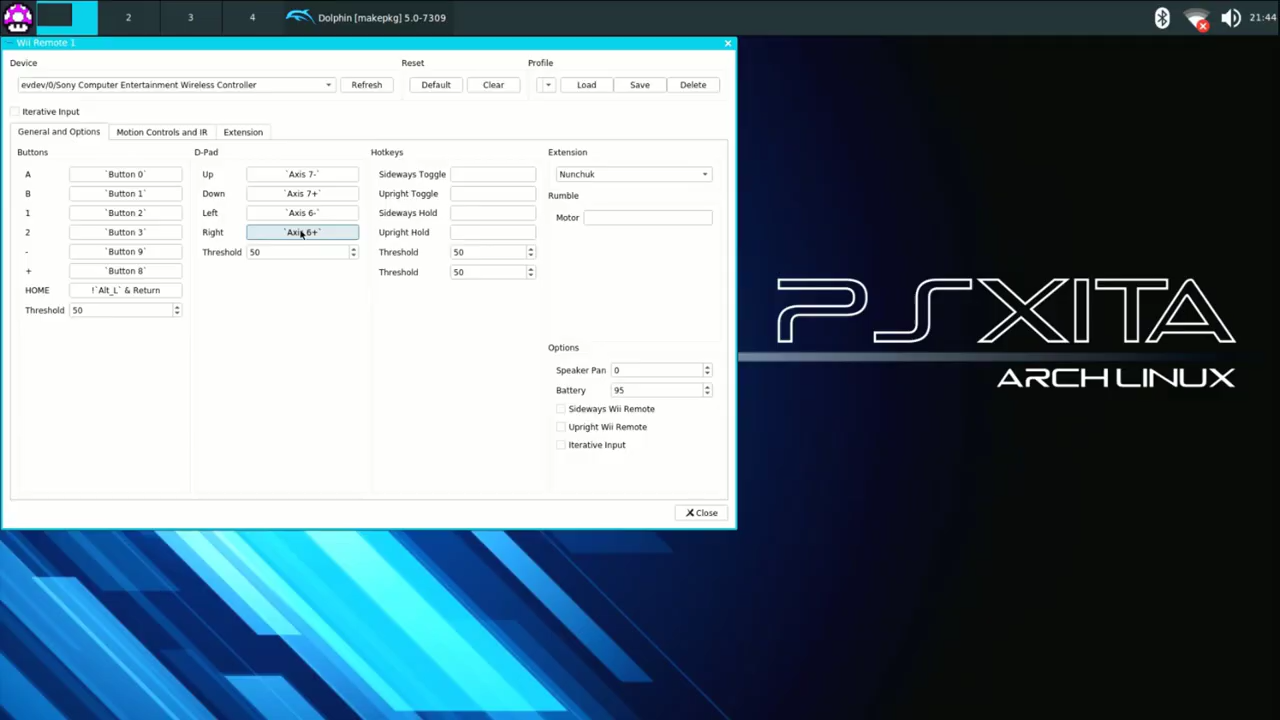 2
3
4
Dolphin [makepkg] 5.0-7309
21:44
Wii Remote 1
Device
Reset
Profile
evdev/0/Sony Computer Entertainment Wireless Controller
Refresh
Default
Clear
Load
Save
Delete
Iterative Input
General and Options
Motion Controls and IR
Extension
Buttons
A `Button 0`
B `Button 1`
1 `Button 2`
2 `Button 3`
- `Button 9`
+ `Button 8`
HOME !`Alt_L` & Return
Threshold 50
D-Pad
Up `Axis 7-`
Down `Axis 7+`
Left `Axis 6-`
Right `Axis 6+`
Threshold 50
Hotkeys
Sideways Toggle
Upright Toggle
Sideways Hold
Upright Hold
Threshold 50
Threshold 50
Extension
Nunchuk
Rumble
Motor
Options
Speaker Pan 0
Battery 95
Sideways Wii Remote
Upright Wii Remote
Iterative Input
Close
PSXITA
ARCH LINUX